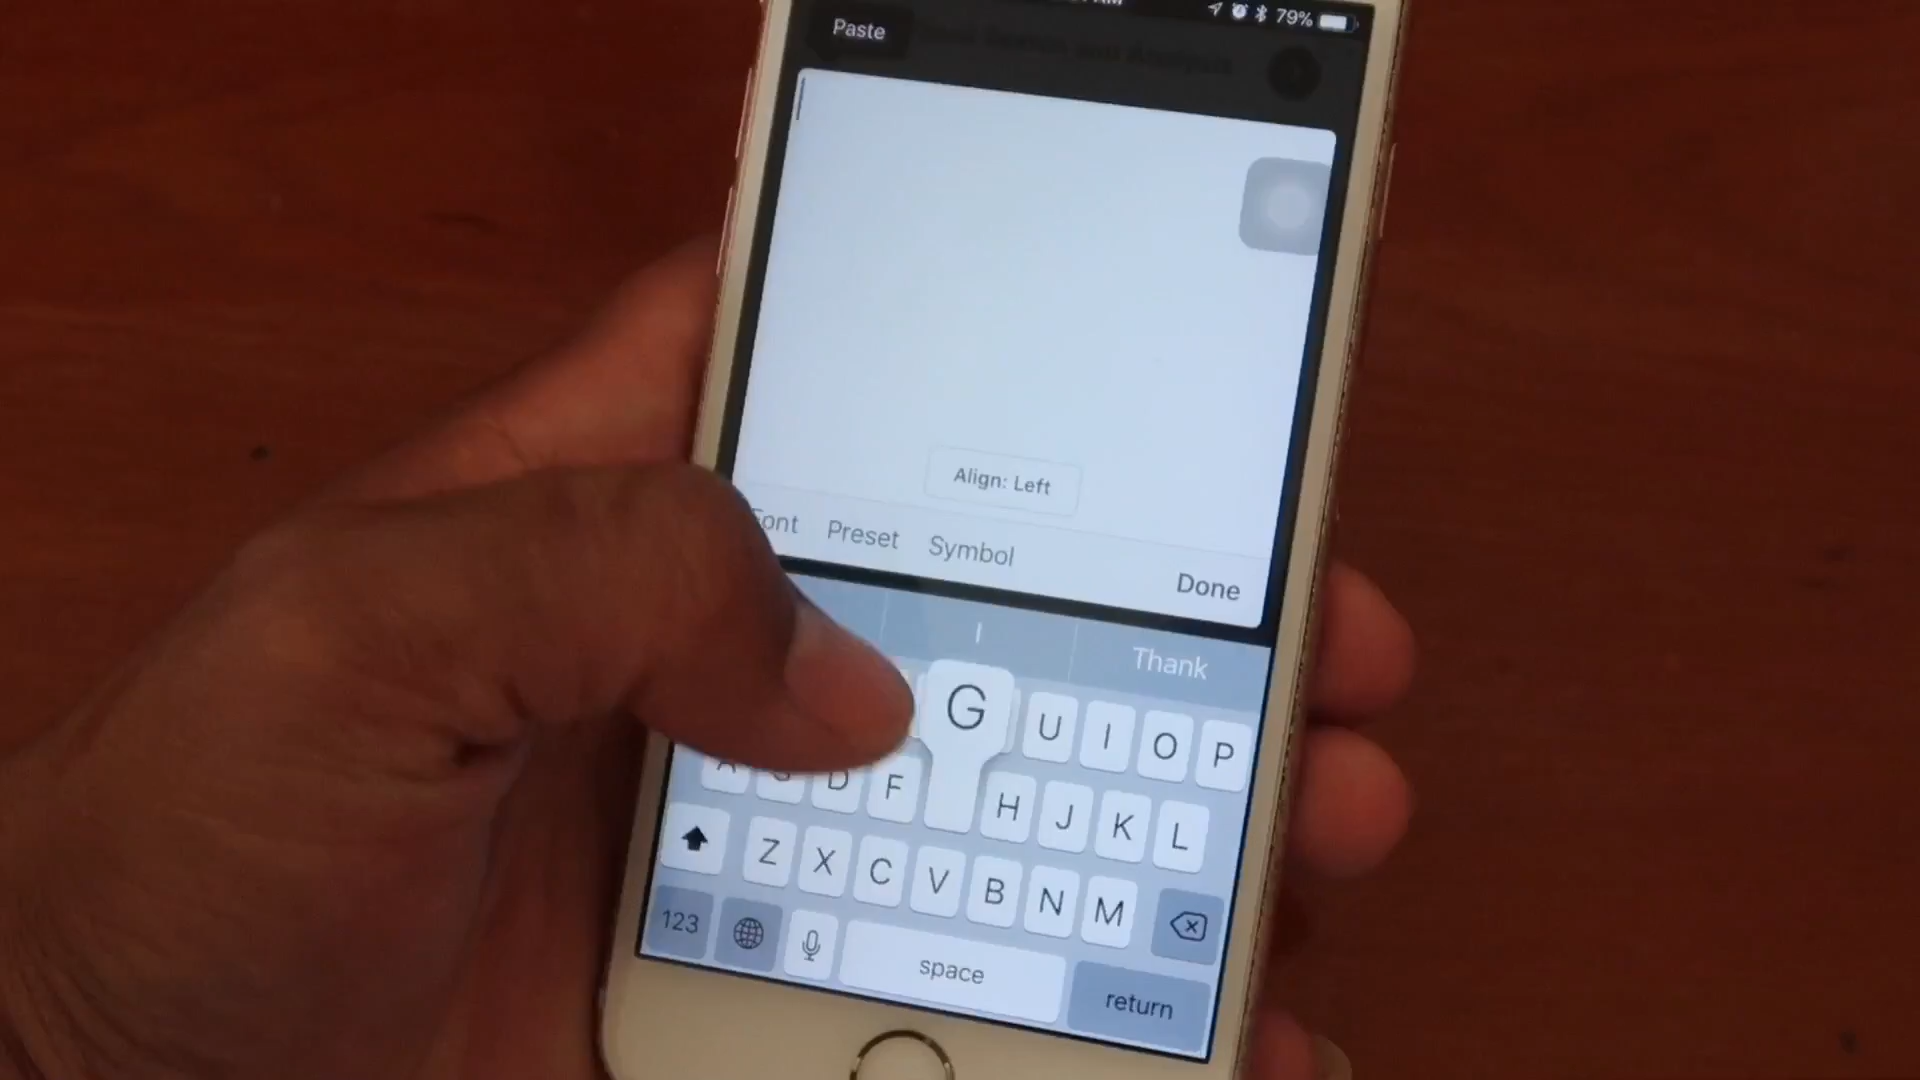 79%
Paste
Align: Left
Font Preset Symbol
Done
I Thank
G U I O P
A S D F H J K L
Z X C V B N M
123 space return